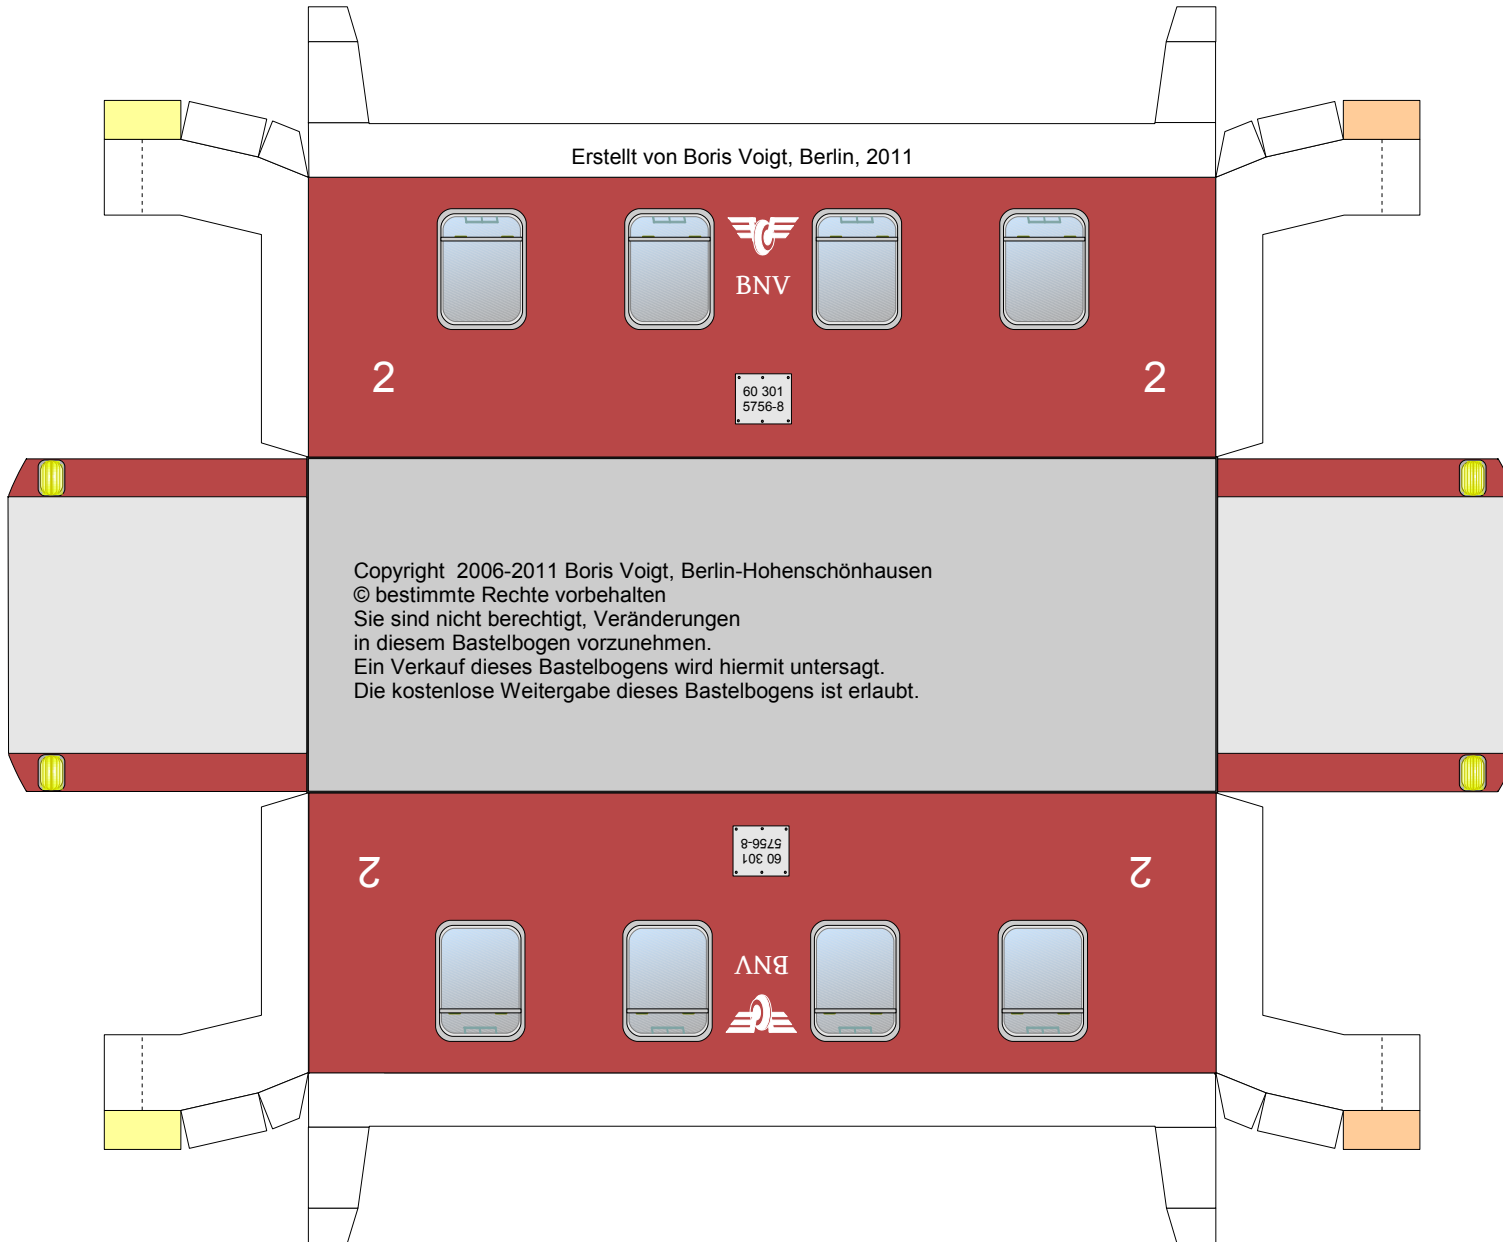 Erstellt von Boris Voigt, Berlin, 2011
BNV
2
2
60 301
5756-8
Copyright  2006-2011 Boris Voigt, Berlin-Hohenschönhausen
© bestimmte Rechte vorbehalten
Sie sind nicht berechtigt, Veränderungen
in diesem Bastelbogen vorzunehmen.
Ein Verkauf dieses Bastelbogens wird hiermit untersagt.
Die kostenlose Weitergabe dieses Bastelbogens ist erlaubt.
60 301
5756-8
2
2
BNV